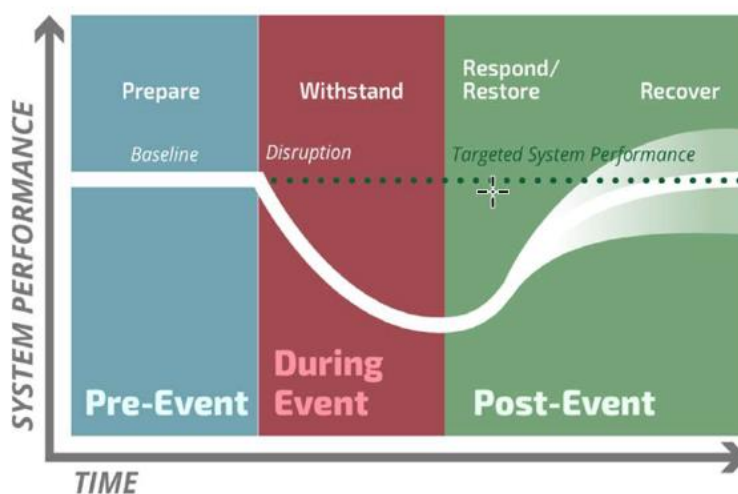 SYSTEM PERFORMANCE
Prepare
Withstand
Respond/
Restore
Recover
Baseline
Disruption
Targeted System Performance
Pre-Event
During
Event
Post-Event
TIME